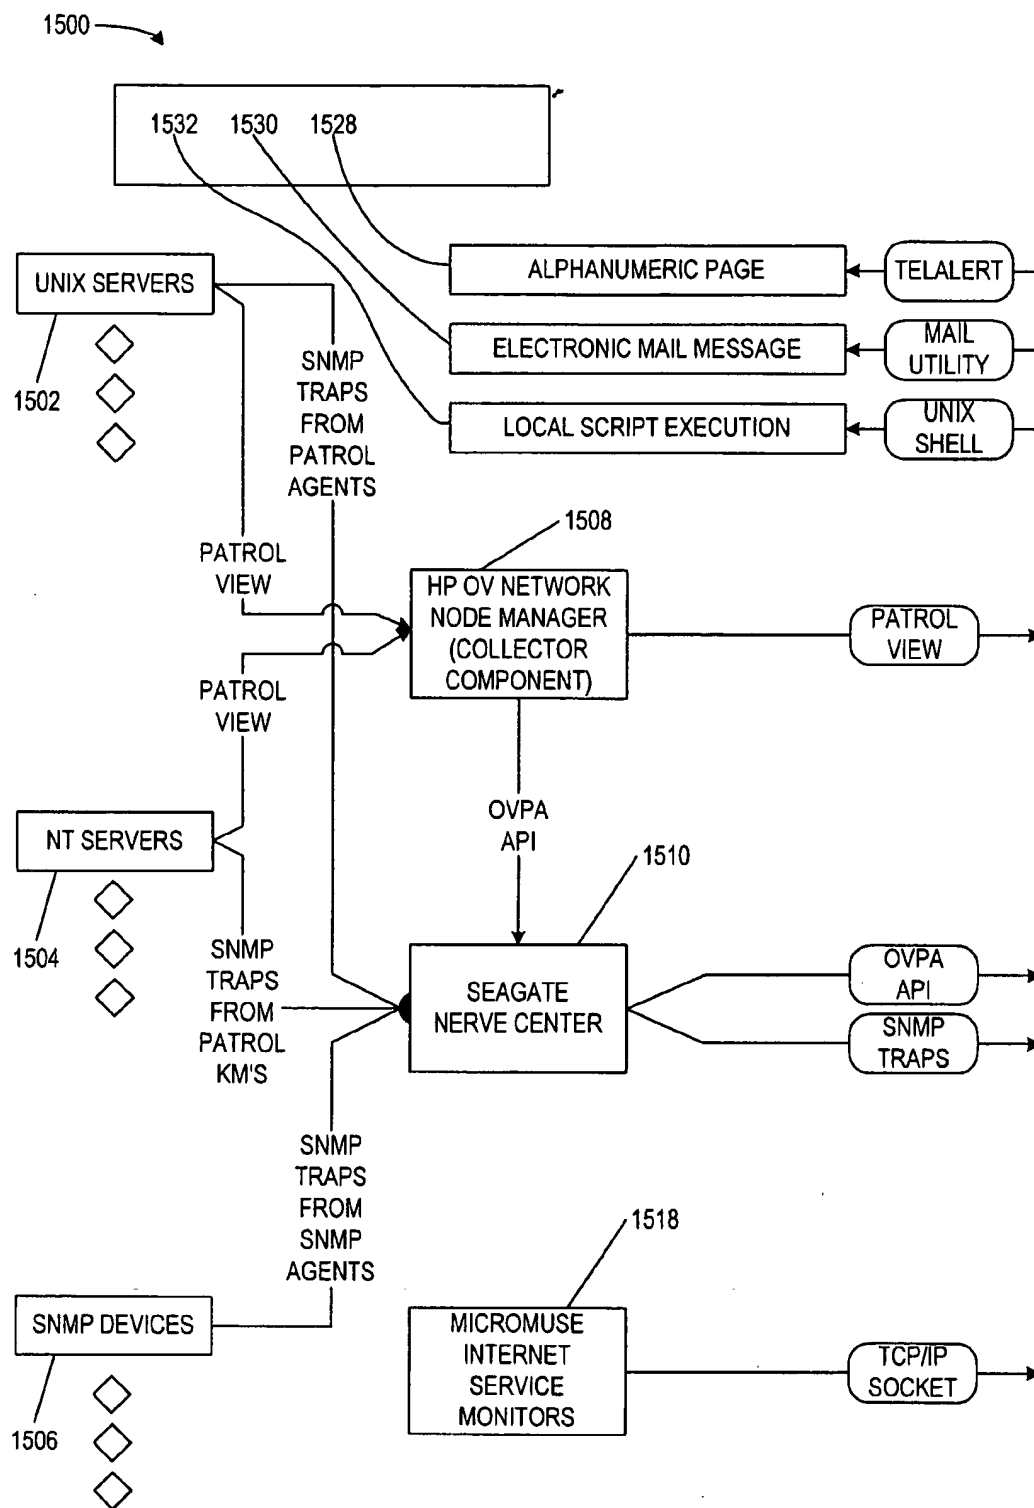 1500
1532 1530 1528
UNIX SERVERS
1502
ALPHANUMERIC PAGE
TELALERT
ELECTRONIC MAIL MESSAGE
MAIL
UTILITY
LOCAL SCRIPT EXECUTION
UNIX
SHELL
SNMP
TRAPS
FROM
PATROL
AGENTS
PATROL
VIEW
1508
HP OV NETWORK
NODE MANAGER
(COLLECTOR
COMPONENT)
PATROL
VIEW
PATROL
VIEW
OVPA
API
NT SERVERS
1504
1510
SNMP
TRAPS
FROM
PATROL
KM'S
SEAGATE
NERVE CENTER
OVPA
API
SNMP
TRAPS
SNMP
TRAPS
FROM
SNMP
AGENTS
SNMP DEVICES
1506
1518
MICROMUSE
INTERNET
SERVICE
MONITORS
TCP/IP
SOCKET